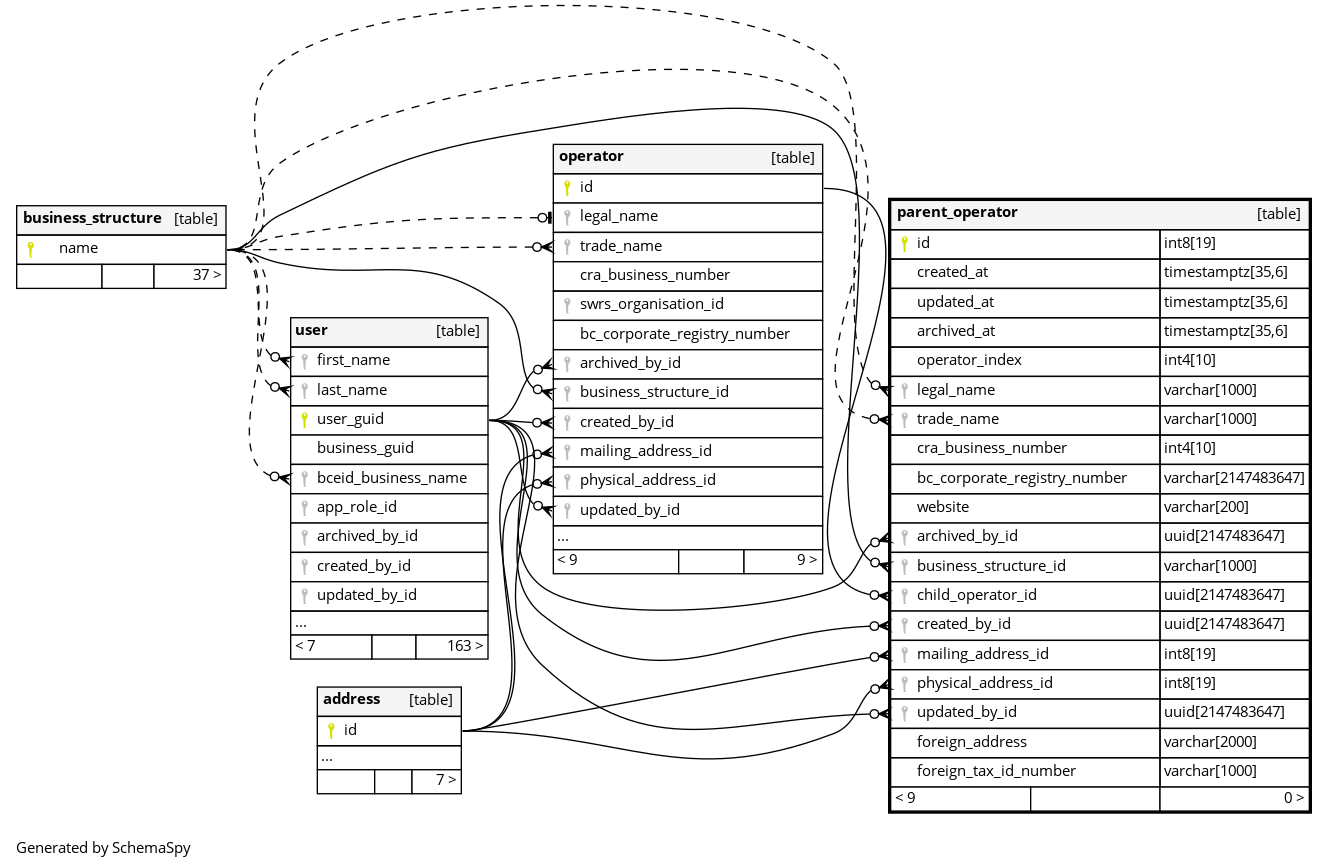 business_structure [table]
name
37 >
user [table]
first_name
last_name
user_guid
business_guid
bceid_business_name
app_role_id
archived_by_id
created_by_id
updated_by_id
...
< 7 163 >
address [table]
id
...
7 >
operator [table]
id
legal_name
trade_name
cra_business_number
swrs_organisation_id
bc_corporate_registry_number
archived_by_id
business_structure_id
created_by_id
mailing_address_id
physical_address_id
updated_by_id
...
< 9 9 >
parent_operator [table]
id int8[19]
created_at timestamptz[35,6]
updated_at timestamptz[35,6]
archived_at timestamptz[35,6]
operator_index int4[10]
legal_name varchar[1000]
trade_name varchar[1000]
cra_business_number int4[10]
bc_corporate_registry_number varchar[2147483647]
website varchar[200]
archived_by_id uuid[2147483647]
business_structure_id varchar[1000]
child_operator_id uuid[2147483647]
created_by_id uuid[2147483647]
mailing_address_id int8[19]
physical_address_id int8[19]
updated_by_id uuid[2147483647]
foreign_address varchar[2000]
foreign_tax_id_number varchar[1000]
< 9 0 >
Generated by SchemaSpy